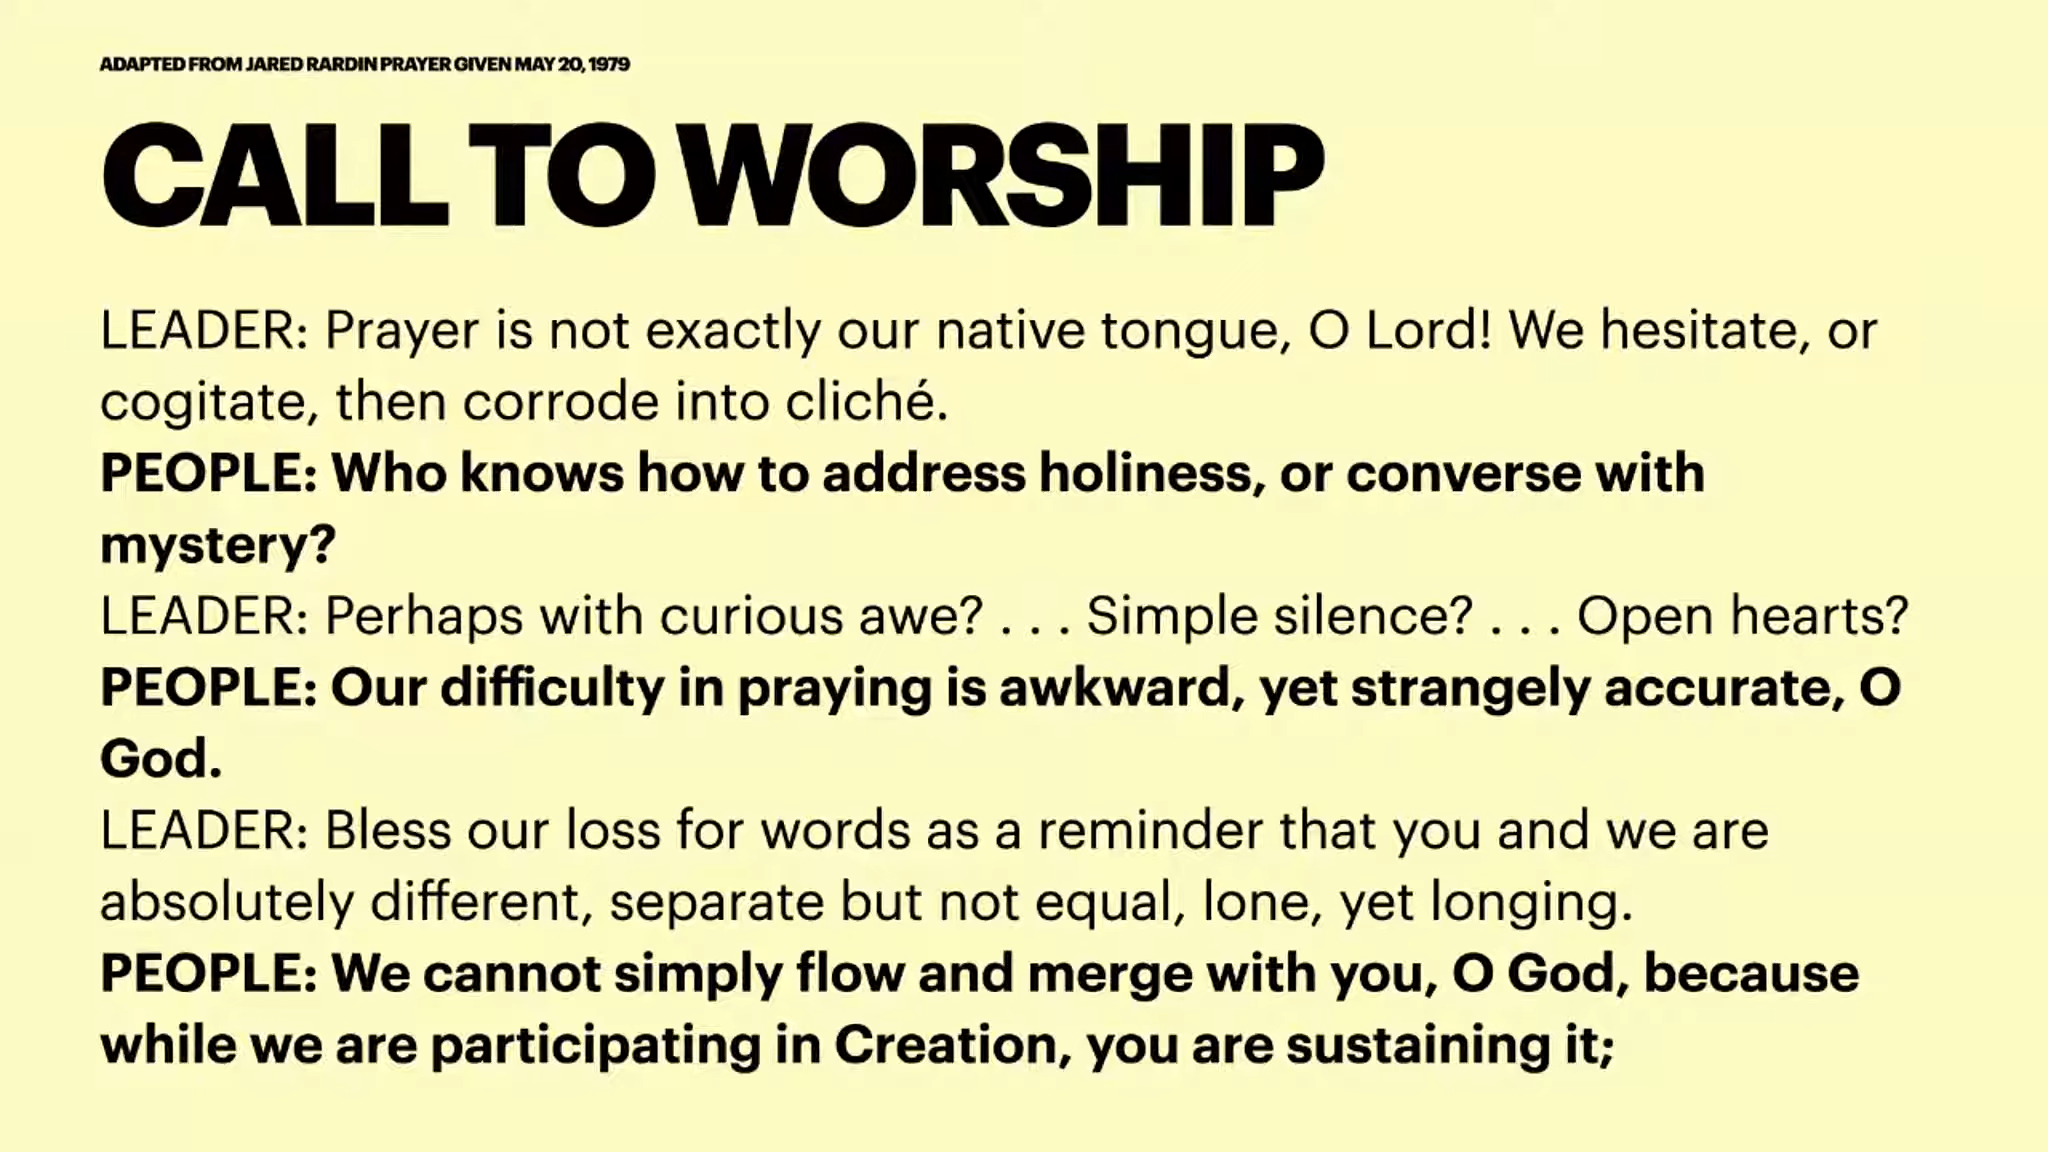 ADAPTED FROM JARED RARDIN PRAYER GIVEN MAY 20, 1979
CALL TO WORSHIP
LEADER: Prayer is not exactly our native tongue, O Lord! We hesitate, or
cogitate, then corrode into cliché.
PEOPLE: Who knows how to address holiness, or converse with
mystery?
LEADER: Perhaps with curious awe? . . . Simple silence? . . . Open hearts?
PEOPLE: Our difficulty in praying is awkward, yet strangely accurate, O
God.
LEADER: Bless our loss for words as a reminder that you and we are
absolutely different, separate but not equal, lone, yet longing.
PEOPLE: We cannot simply flow and merge with you, O God, because
while we are participating in Creation, you are sustaining it;